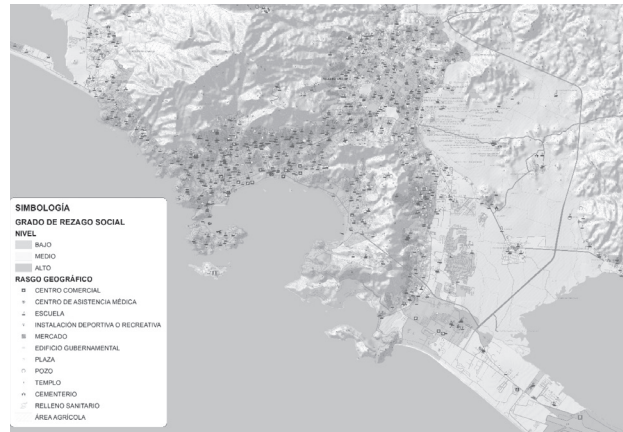 SIMBOLOGÍA
GRADO DE REZAGO SOCIAL
NIVEL
BAJO
MEDIO
ALTO
RASGO GEOGRÁFICO
CENTRO COMERCIAL
CENTRO DE ASISTENCIA MÉDICA
ESCUELA
INSTALACIÓN DEPORTIVA O RECREATIVA
MERCADO
EDIFICIO GUBERNAMENTAL
PLAZA
POZO
TEMPLO
CEMENTERIO
RELLENO SANITARIO
ÁREA AGRÍCOLA